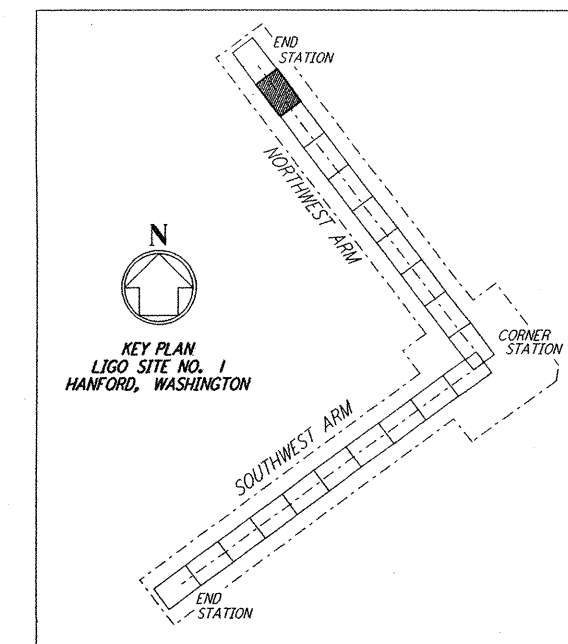 END
STATION
NORTHWEST ARM
N
KEY PLAN
LIGO SITE NO. 1
HANFORD, WASHINGTON
CORNER
STATION
SOUTHWEST ARM
END
STATION